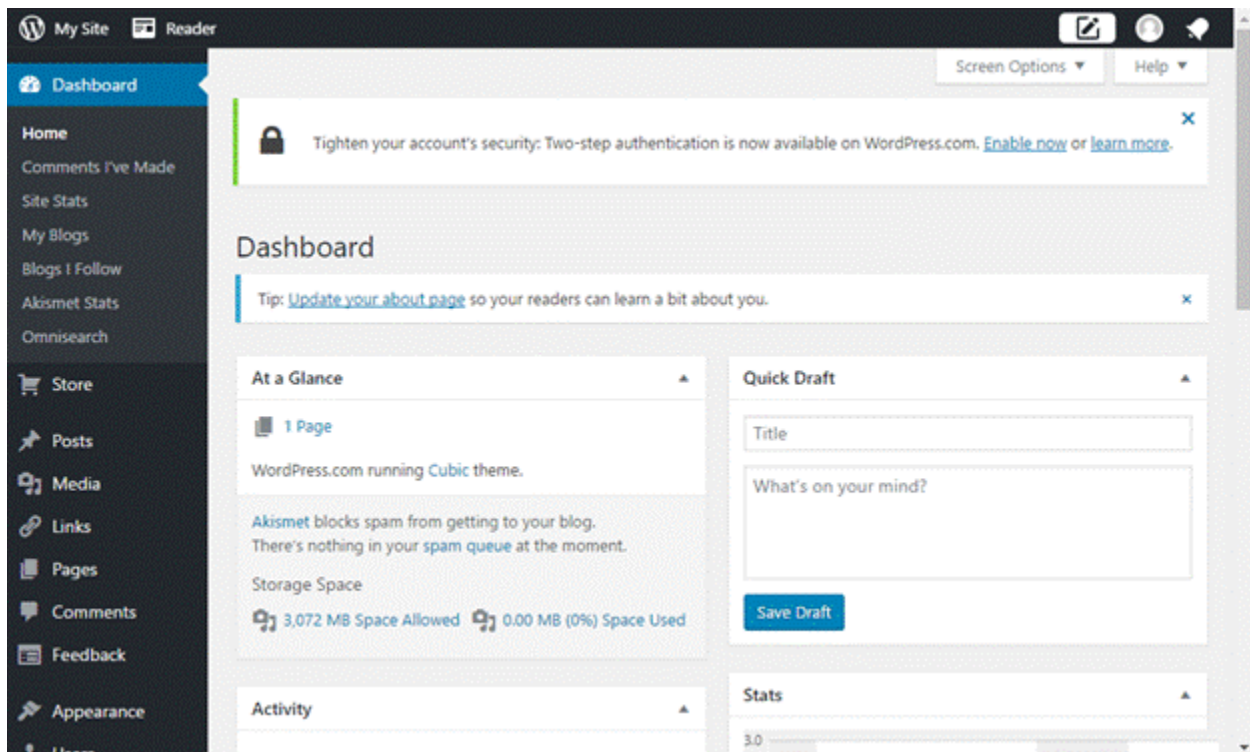 My Site Reader
Screen Options Help
Dashboard
Home
Comments I've Made
Site Stats
My Blogs
Blogs I Follow
Akismet Stats
Omnisearch
Store
Posts
Media
Links
Pages
Comments
Feedback
Appearance
Users
Tighten your account's security: Two-step authentication is now available on WordPress.com. Enable now or learn more.
Dashboard
Tip: Update your about page so your readers can learn a bit about you.
At a Glance
1 Page
WordPress.com running Cubic theme.
Akismet blocks spam from getting to your blog.
There's nothing in your spam queue at the moment.
Storage Space
3,072 MB Space Allowed 0.00 MB (0%) Space Used
Activity
Quick Draft
Title
What's on your mind?
Save Draft
Stats
3.0